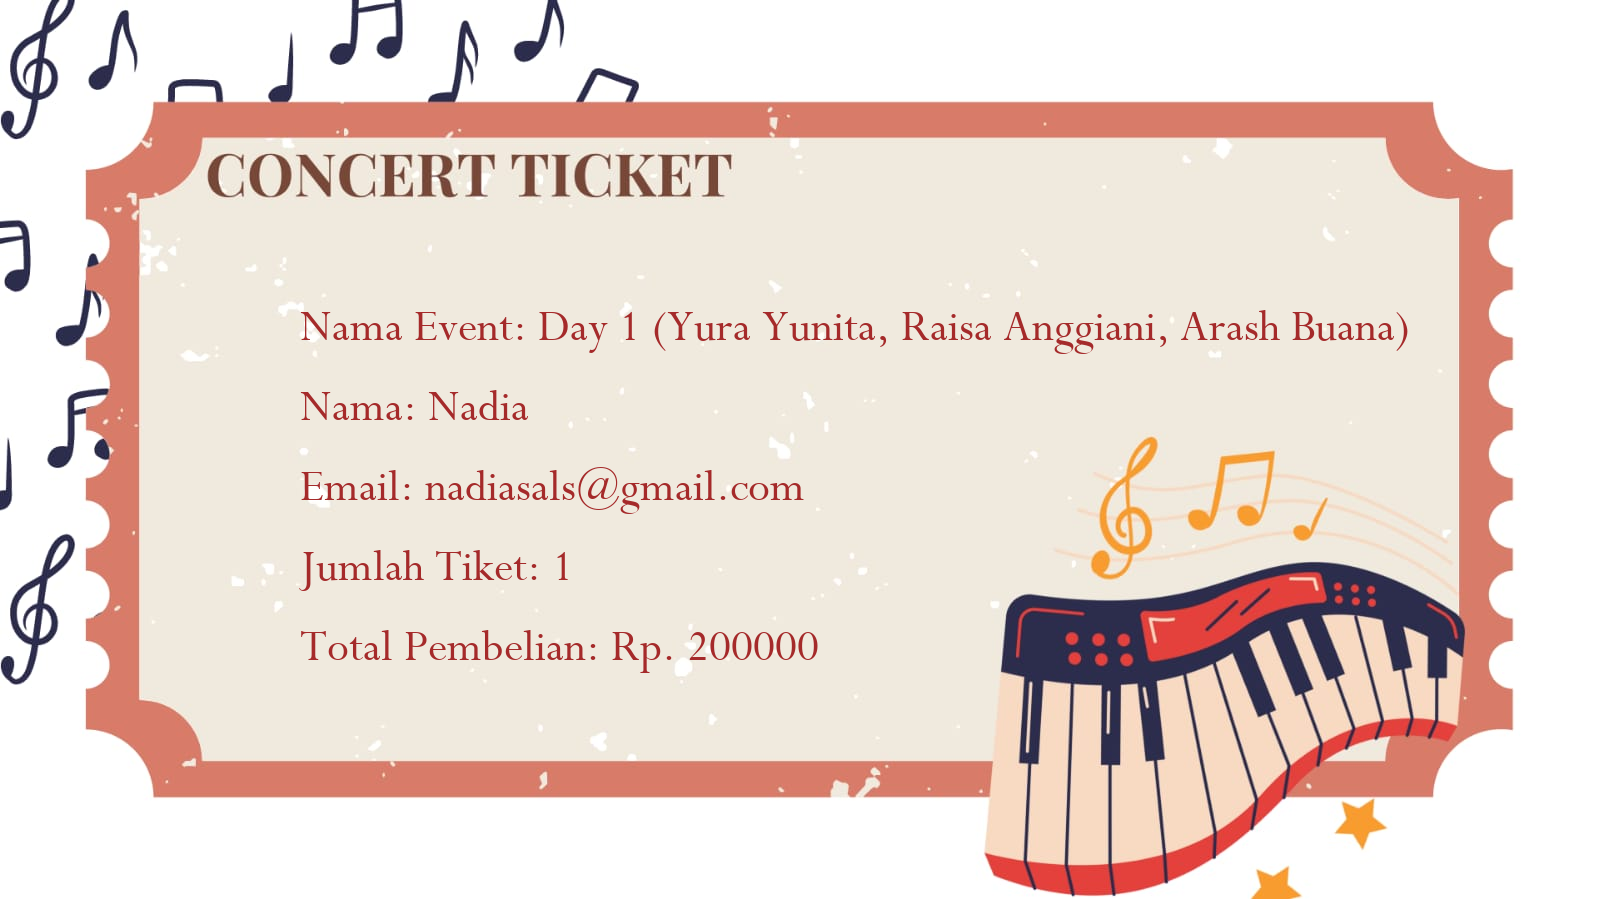 CONCERT TICKET
Nama Event: Day 1 (Yura Yunita, Raisa Anggiani, Arash Buana)
Nama: Nadia
Email: nadiasals@gmail.com
Jumlah Tiket: 1
Total Pembelian: Rp. 200000